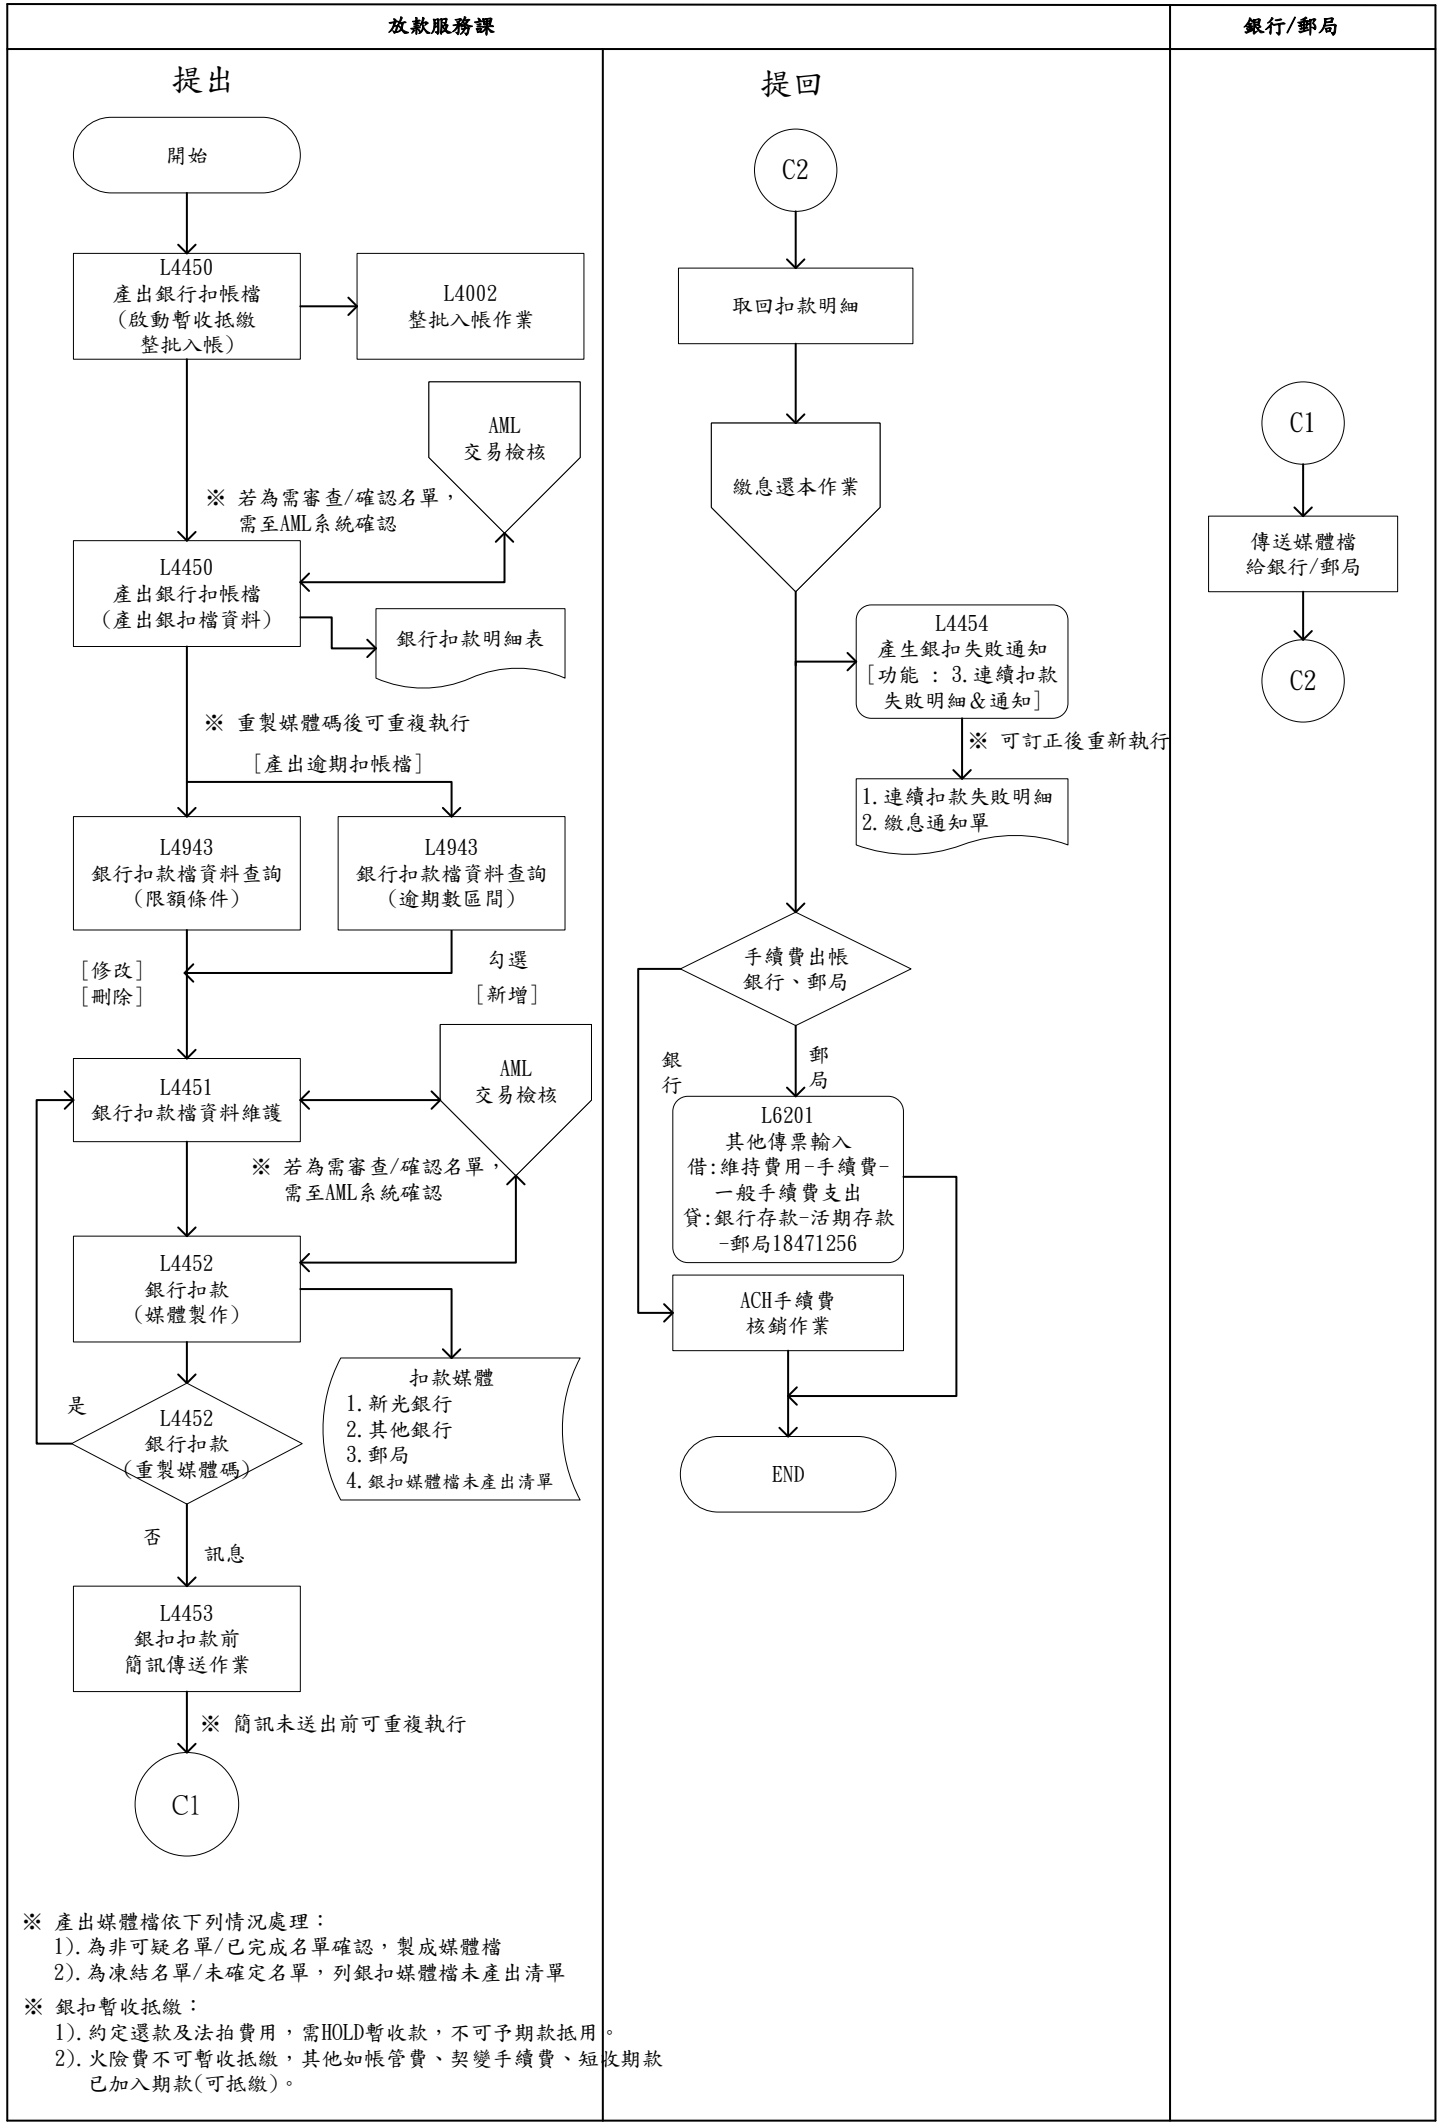 放款服務課
銀行/郵局
提出
開始
L4450
產出銀行扣帳檔
(啟動暫收抵繳
整批入帳)
L4002
整批入帳作業
AML
交易檢核
※ 若為需審查/確認名單，
需至AML系統確認
L4450
產出銀行扣帳檔
(產出銀扣檔資料)
銀行扣款明細表
※ 重製媒體碼後可重複執行
[產出逾期扣帳檔]
L4943
銀行扣款檔資料查詢
(限額條件)
L4943
銀行扣款檔資料查詢
(逾期數區間)
[修改]
[刪除]
勾選
[新增]
L4451
銀行扣款檔資料維護
AML
交易檢核
※ 若為需審查/確認名單，
需至AML系統確認
L4452
銀行扣款
(媒體製作)
扣款媒體
1.新光銀行
2.其他銀行
3.郵局
4.銀扣媒體檔未產出清單
是
L4452
銀行扣款
(重製媒體碼)
否
訊息
L4453
銀扣扣款前
簡訊傳送作業
※ 簡訊未送出前可重複執行
C1
※ 產出媒體檔依下列情況處理：
1).為非可疑名單/已完成名單確認，製成媒體檔
2).為凍結名單/未確定名單，列銀扣媒體檔未產出清單
※ 銀扣暫收抵繳：
1).約定還款及法拍費用，需HOLD暫收款，不可予期款抵用。
2).火險費不可暫收抵繳，其他如帳管費、契變手續費、短收期款
已加入期款(可抵繳)。
提回
C2
取回扣款明細
繳息還本作業
L4454
產生銀扣失敗通知
[功能 : 3.連續扣款
失敗明細＆通知]
※ 可訂正後重新執行
1.連續扣款失敗明細
2.繳息通知單
手續費出帳
銀行、郵局
銀
行
郵
局
L6201
其他傳票輸入
借:維持費用-手續費-
一般手續費支出
貸:銀行存款-活期存款
-郵局18471256
ACH手續費
核銷作業
END
C1
傳送媒體檔
給銀行/郵局
C2